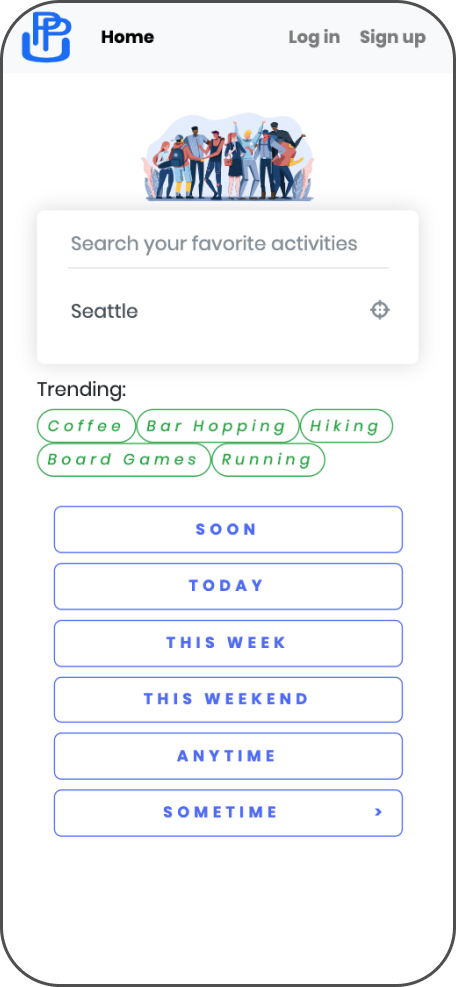 Home Log in Sign up
Search your favorite activities
Seattle
Trending:
Coffee Bar Hopping Hiking
Board Games Running
SOON
TODAY
THIS WEEK
THIS WEEKEND
ANYTIME
SOMETIME >